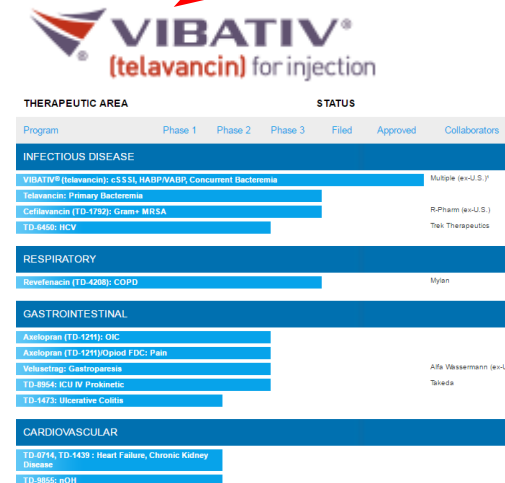 VIBATIV®
(telavancin) for injection
THERAPEUTIC AREA STATUS
Program Phase 1 Phase 2 Phase 3 Filed Approved Collaborators
INFECTIOUS DISEASE
VIBATIV® (telavancin): cSSSI, HABP/VABP, Concurrent Bacteremia Multiple (ex-U.S.)¹
Telavancin: Primary Bacteremia
Cefilavancin (TD-1792): Gram+ MRSA R-Pharm (ex-U.S.)
TD-6450: HCV Trek Therapeutics
RESPIRATORY
Revefenacin (TD-4208): COPD Mylan
GASTROINTESTINAL
Axelopran (TD-1211): OIC
Axelopran (TD-1211)/Opiod FDC: Pain
Velusetrag: Gastroparesis Alfa Wassermann (ex-U
TD-8954: ICU IV Prokinetic Takeda
TD-1473: Ulcerative Colitis
CARDIOVASCULAR
TD-0714, TD-1439 : Heart Failure, Chronic Kidney
Disease
TD-9855: nOH